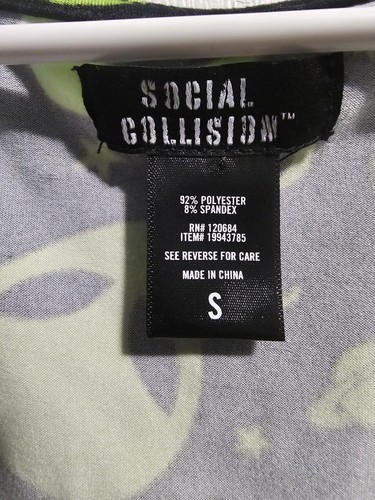 SOCIAL
COLLISION™
92% POLYESTER
8% SPANDEX
RN# 120684
ITEM# 19943785
SEE REVERSE FOR CARE
MADE IN CHINA
S